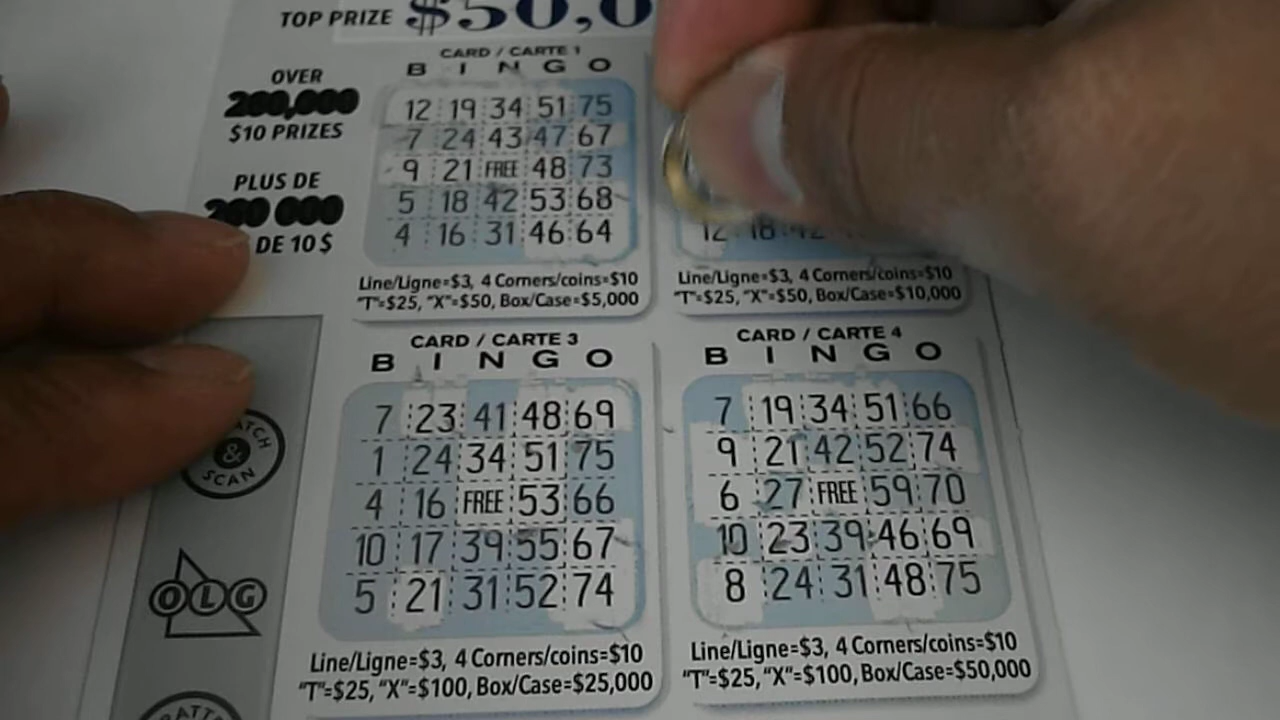 TOP PRIZE $50,0
OVER
200,000
$10 PRIZES
PLUS DE
200 000
DE 10 $
CARD / CARTE 1
B I N G O
12 19 34 51 75
7 24 43 47 67
9 21 FREE 48 73
5 18 42 53 68
4 16 31 46 64
Line/Ligne=$3, 4 Corners/coins=$10
"T"=$25, "X"=$50, Box/Case=$5,000
12 18 42
Line/Ligne=$3, 4 Corners/coins=$10
"T"=$25, "X"=$50, Box/Case=$10,000
CARD / CARTE 3
B I N G O
7 23 41 48 69
1 24 34 51 75
4 16 FREE 53 66
10 17 39 55 67
5 21 31 52 74
Line/Ligne=$3, 4 Corners/coins=$10
"T"=$25, "X"=$100, Box/Case=$25,000
CARD / CARTE 4
B I N G O
7 19 34 51 66
9 21 42 52 74
6 27 FREE 59 70
10 23 39 46 69
8 24 31 48 75
Line/Ligne=$3, 4 Corners/coins=$10
"T"=$25, "X"=$100, Box/Case=$50,000
&
SCAN
OLG